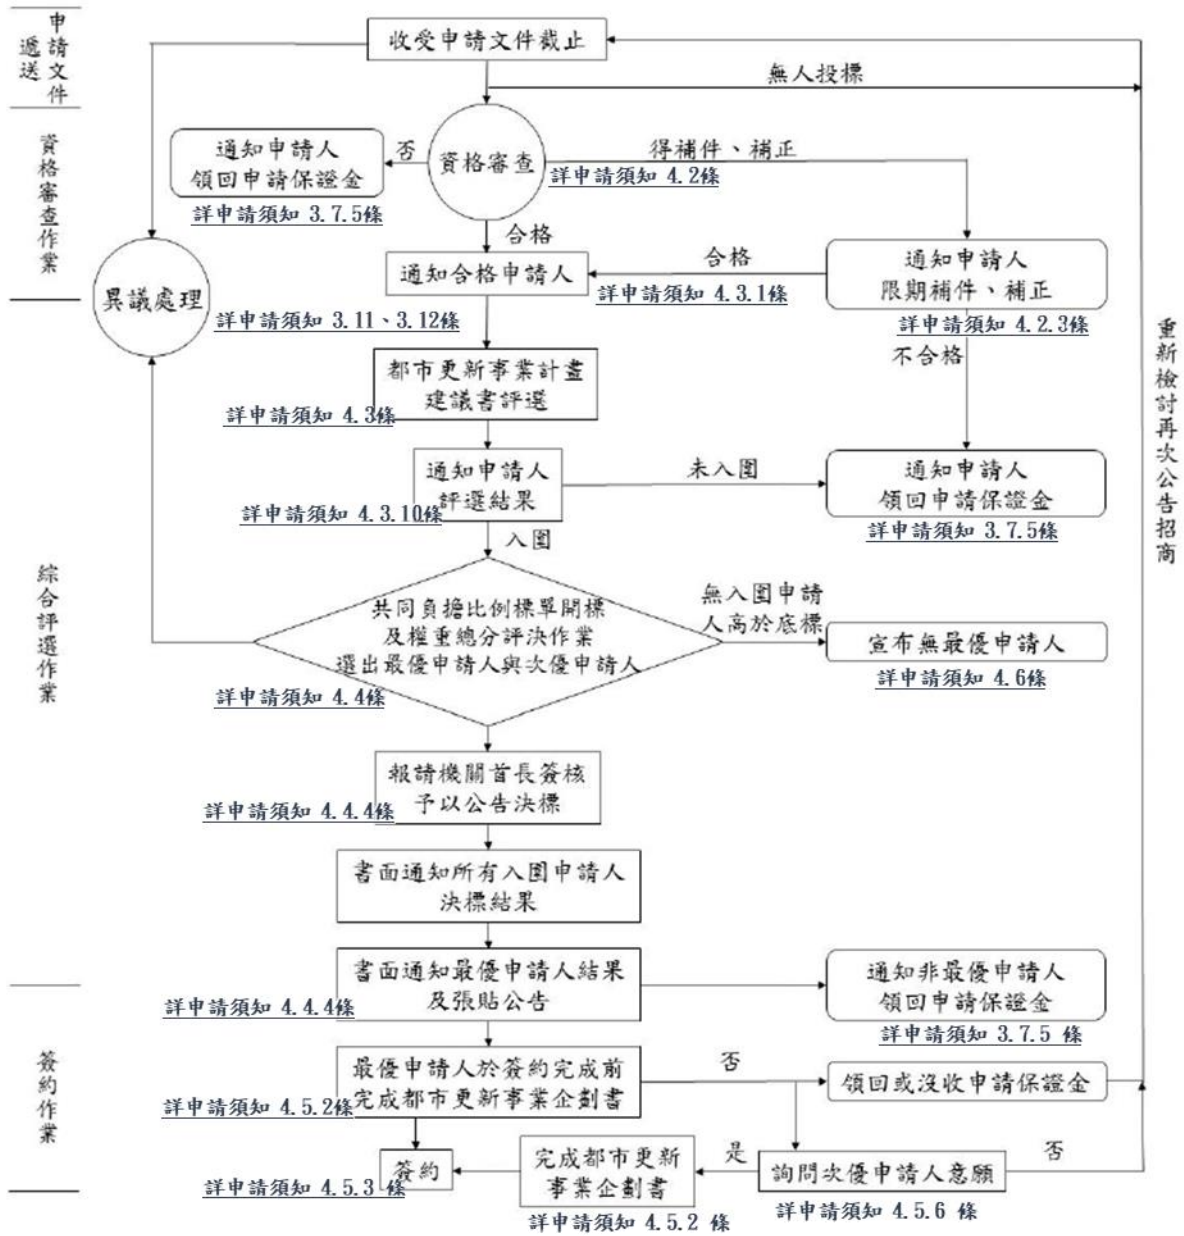 申請文件
遞送
收受申請文件截止
無人投標
資格審查作業
通知申請人
領回申請保證金
否
資格審查
得補件、補正
詳申請須知 4.2條
詳申請須知 3.7.5條
合格
通知合格申請人
合格
詳申請須知 4.3.1條
通知申請人
限期補件、補正
詳申請須知 4.2.3條
異議處理
詳申請須知 3.11、3.12條
不合格
重新檢討再次公告招商
都市更新事業計畫
建議書評選
詳申請須知 4.3條
通知申請人
評選結果
詳申請須知 4.3.10條
未入圍
通知申請人
領回申請保證金
詳申請須知 3.7.5條
入圍
綜合評選作業
共同負擔比例標單開標
及權重總分評決作業
選出最優申請人與次優申請人
詳申請須知 4.4條
無入圍申請
人高於底標
宣布無最優申請人
詳申請須知 4.6條
報請機關首長簽核
予以公告決標
詳申請須知 4.4.4條
書面通知所有入圍申請人
決標結果
書面通知最優申請人結果
及張貼公告
詳申請須知 4.4.4條
通知非最優申請人
領回申請保證金
詳申請須知 3.7.5 條
簽約作業
最優申請人於簽約完成前
完成都市更新事業企劃書
詳申請須知 4.5.2條
否
領回或沒收申請保證金
簽約
詳申請須知 4.5.3 條
完成都市更新
事業企劃書
詳申請須知 4.5.2 條
是
詢問次優申請人意願
詳申請須知 4.5.6 條
否